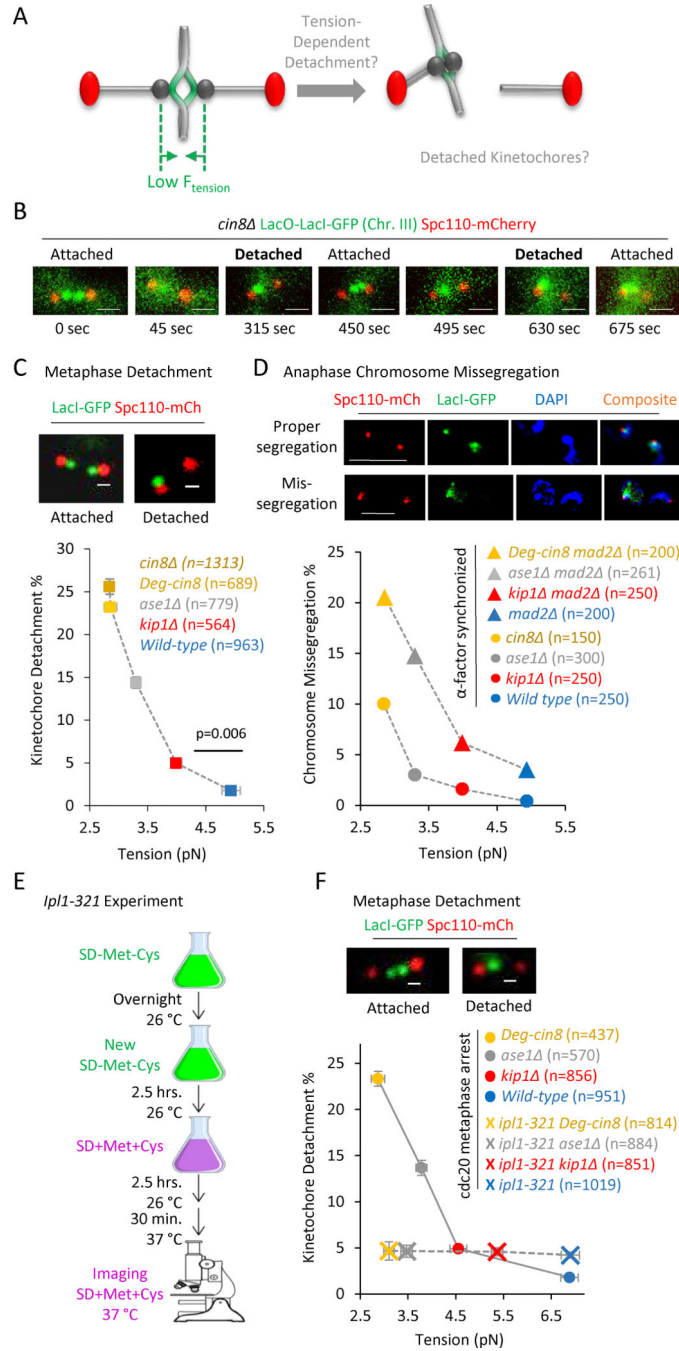 A
Tension-
Dependent
Detachment?
Low Ftension
Detached Kinetochores?
B
cin8Δ LacO-LacI-GFP (Chr. III) Spc110-mCherry
Attached
Detached
Attached
Detached
Attached
0 sec
45 sec
315 sec
450 sec
495 sec
630 sec
675 sec
C
Metaphase Detachment
LacI-GFP Spc110-mCh
Attached
Detached
30
25
20
15
10
5
0
Kinetochore Detachment %
cin8Δ (n=1313)
Deg-cin8 (n=689)
ase1Δ (n=779)
kip1Δ (n=564)
Wild-type (n=963)
p=0.006
2.5 3.5 4.5 5.5
Tension (pN)
D
Anaphase Chromosome Missegregation
Spc110-mCh LacI-GFP DAPI Composite
Proper
segregation
Mis-
segregation
25
20
15
10
5
0
Chromosome Missegregation %
α-factor synchronized
Deg-cin8 mad2Δ (n=200)
ase1Δ mad2Δ (n=261)
kip1Δ mad2Δ (n=250)
mad2Δ (n=200)
cin8Δ (n=150)
ase1Δ (n=300)
kip1Δ (n=250)
Wild type (n=250)
2.5 3.5 4.5 5.5
Tension (pN)
E
Ipl1-321 Experiment
SD-Met-Cys
Overnight
26 °C
New
SD-Met-Cys
2.5 hrs.
26 °C
SD+Met+Cys
2.5 hrs.
26 °C
30 min.
37 °C
Imaging
SD+Met+Cys
37 °C
F
Metaphase Detachment
LacI-GFP Spc110-mCh
Attached
Detached
25
20
15
10
5
0
Kinetochore Detachment %
cdc20 metaphase arrest
Deg-cin8 (n=437)
ase1Δ (n=570)
kip1Δ (n=856)
Wild-type (n=951)
ipl1-321 Deg-cin8 (n=814)
ipl1-321 ase1Δ (n=884)
ipl1-321 kip1Δ (n=851)
ipl1-321 (n=1019)
2.5 3.5 4.5 5.5 6.5
Tension (pN)